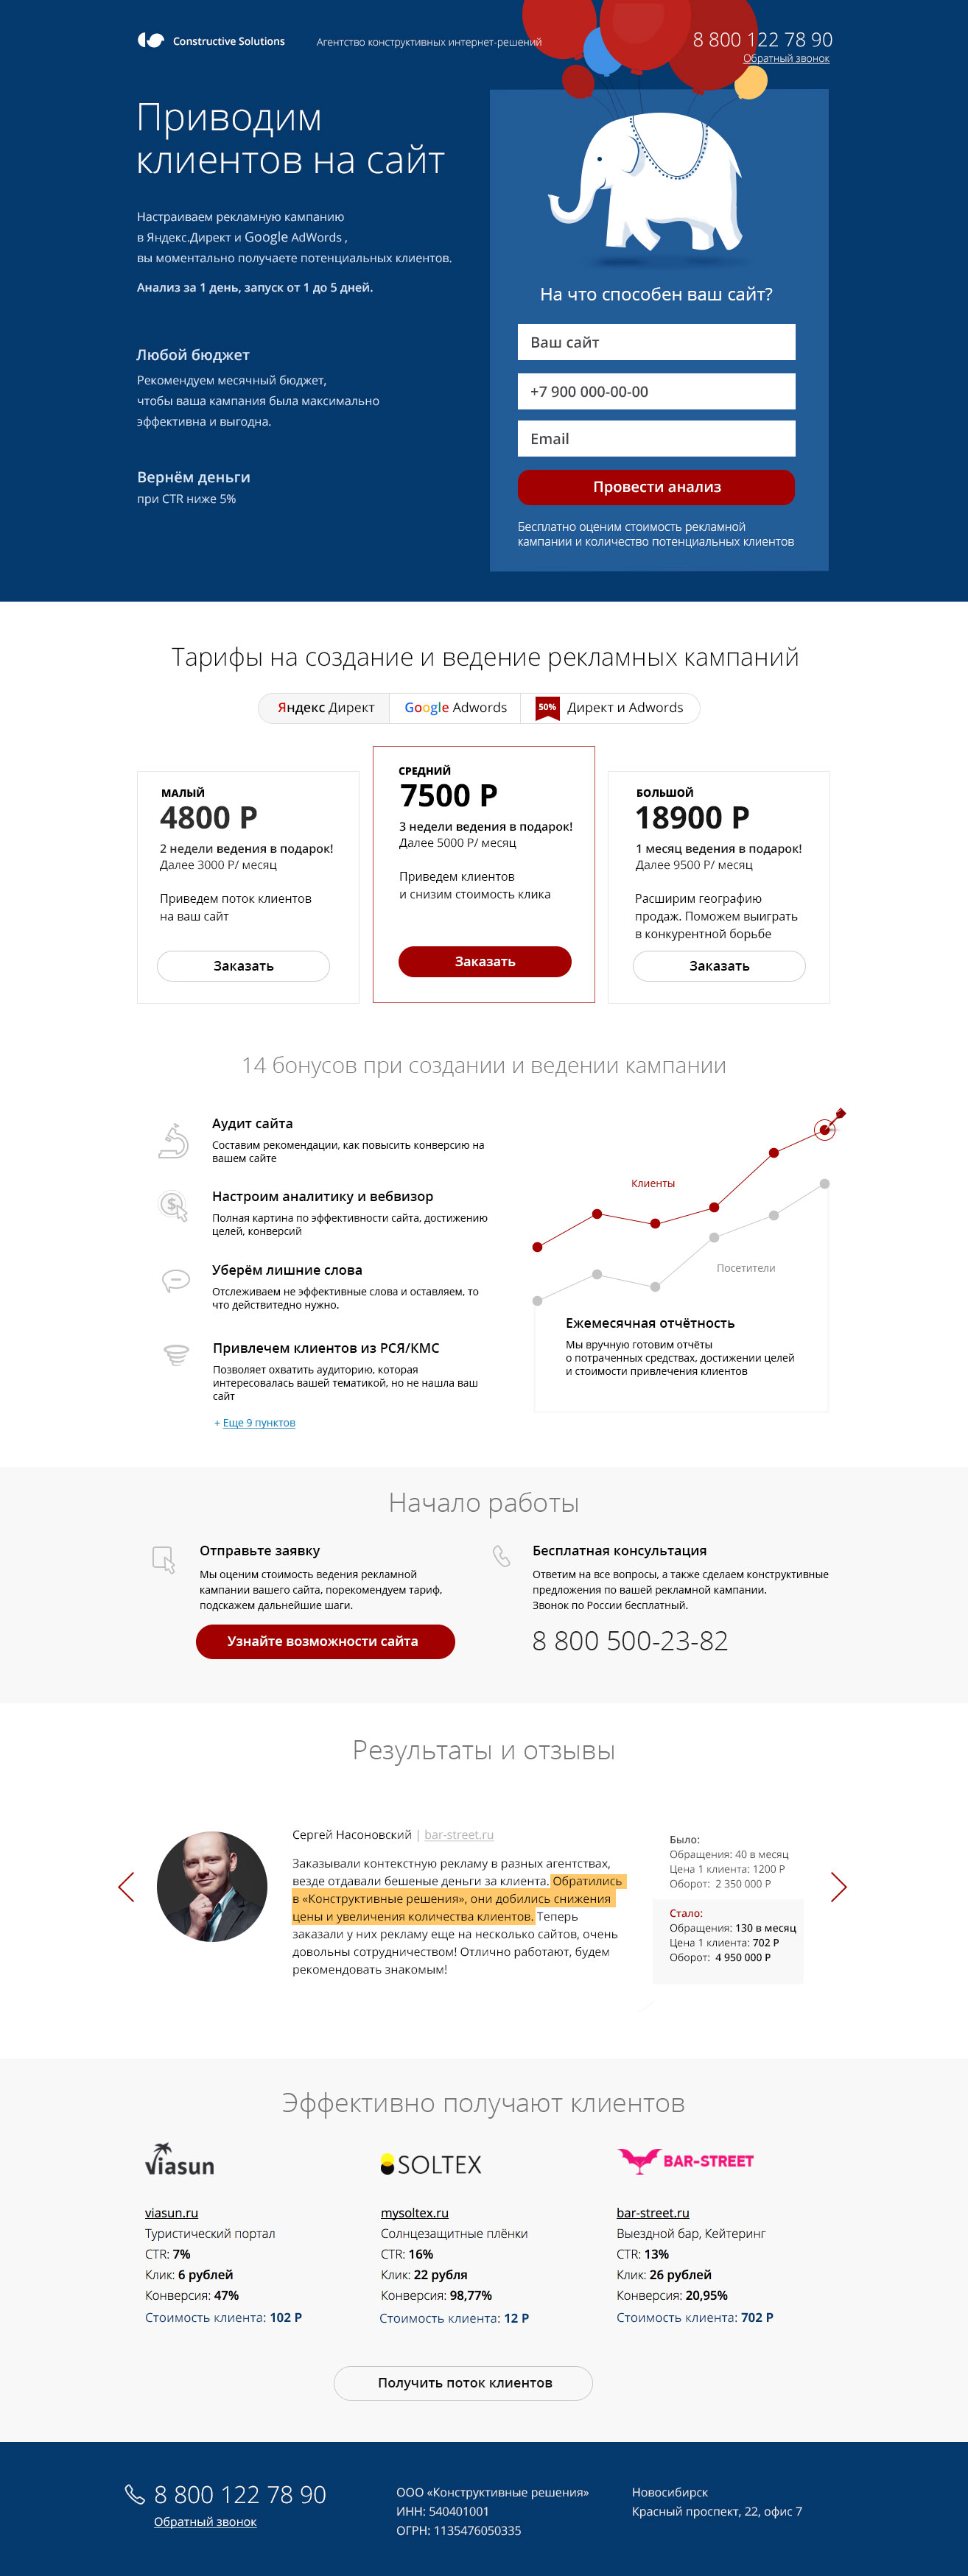 Constructive Solutions
Агентство конструктивных интернет-решений
8 800 122 78 90
Обратный звонок
Приводим
клиентов на сайт
Настраиваем рекламную кампанию
в Яндекс.Директ и Google AdWords ,
вы моментально получаете потенциальных клиентов.
Анализ за 1 день, запуск от 1 до 5 дней.
Любой бюджет
Рекомендуем месячный бюджет,
чтобы ваша кампания была максимально
эффективна и выгодна.
Вернём деньги
при CTR ниже 5%
На что способен ваш сайт?
Ваш сайт
+7 900 000-00-00
Email
Провести анализ
Бесплатно оценим стоимость рекламной
кампании и количество потенциальных клиентов
Тарифы на создание и ведение рекламных кампаний
Яндекс Директ
Google Adwords
50% Директ и Adwords
МАЛЫЙ
4800 Р
2 недели ведения в подарок!
Далее 3000 Р/ месяц
Приведем поток клиентов
на ваш сайт
Заказать
СРЕДНИЙ
7500 Р
3 недели ведения в подарок!
Далее 5000 Р/ месяц
Приведем клиентов
и снизим стоимость клика
Заказать
БОЛЬШОЙ
18900 Р
1 месяц ведения в подарок!
Далее 9500 Р/ месяц
Расширим географию
продаж. Поможем выиграть
в конкурентной борьбе
Заказать
14 бонусов при создании и ведении кампании
Аудит сайта
Составим рекомендации, как повысить конверсию на
вашем сайте
Настроим аналитику и вебвизор
Полная картина по эффективности сайта, достижению
целей, конверсий
Уберём лишние слова
Отслеживаем не эффективные слова и оставляем, то
что действитедно нужно.
Привлечем клиентов из РСЯ/КМС
Позволяет охватить аудиторию, которая
интересовалась вашей тематикой, но не нашла ваш
сайт
+ Еще 9 пунктов
Клиенты
Посетители
Ежемесячная отчётность
Мы вручную готовим отчёты
о потраченных средствах, достижении целей
и стоимости привлечения клиентов
Начало работы
Отправьте заявку
Мы оценим стоимость ведения рекламной
кампании вашего сайта, порекомендуем тариф,
подскажем дальнейшие шаги.
Узнайте возможности сайта
Бесплатная консультация
Ответим на все вопросы, а также сделаем конструктивные
предложения по вашей рекламной кампании.
Звонок по России бесплатный.
8 800 500-23-82
Результаты и отзывы
Сергей Насоновский | bar-street.ru
Заказывали контекстную рекламу в разных агентствах,
везде отдавали бешеные деньги за клиента. Обратились
в «Конструктивные решения», они добились снижения
цены и увеличения количества клиентов. Теперь
заказали у них рекламу еще на несколько сайтов, очень
довольны сотрудничеством! Отлично работают, будем
рекомендовать знакомым!
Было:
Обращения: 40 в месяц
Цена 1 клиента: 1200 Р
Оборот: 2 350 000 Р
Стало:
Обращения: 130 в месяц
Цена 1 клиента: 702 Р
Оборот: 4 950 000 Р
Эффективно получают клиентов
viasun
viasun.ru
Туристический портал
CTR: 7%
Клик: 6 рублей
Конверсия: 47%
Стоимость клиента: 102 Р
SOLTEX
mysoltex.ru
Солнцезащитные плёнки
CTR: 16%
Клик: 22 рубля
Конверсия: 98,77%
Стоимость клиента: 12 Р
BAR-STREET
bar-street.ru
Выездной бар, Кейтеринг
CTR: 13%
Клик: 26 рублей
Конверсия: 20,95%
Стоимость клиента: 702 Р
Получить поток клиентов
8 800 122 78 90
Обратный звонок
ООО «Конструктивные решения»
ИНН: 540401001
ОГРН: 1135476050335
Новосибирск
Красный проспект, 22, офис 7